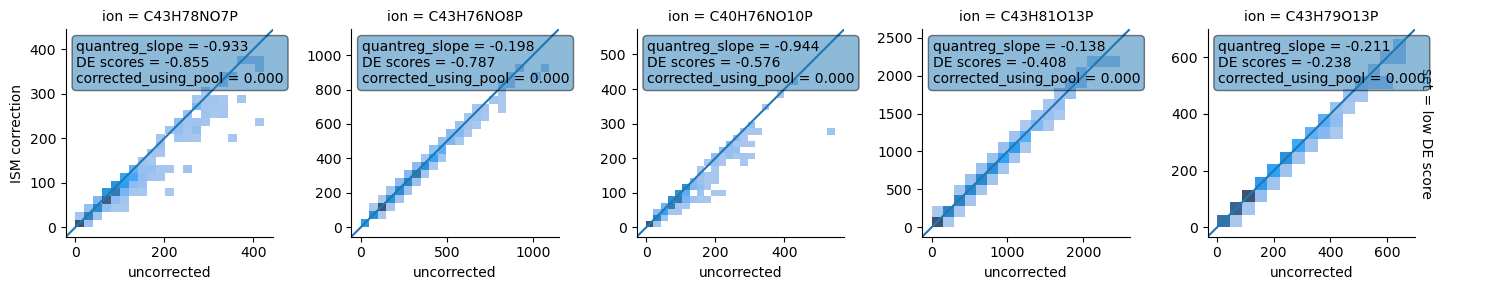 ion = C43H78NO7P
ion = C43H76NO8P
ion = C40H76NO10P
ion = C43H81O13P
ion = C43H79O13P
quantreg_slope = -0.933
DE scores = -0.855
corrected_using_pool = 0.000
quantreg_slope = -0.198
DE scores = -0.787
corrected_using_pool = 0.000
quantreg_slope = -0.944
DE scores = -0.576
corrected_using_pool = 0.000
quantreg_slope = -0.138
DE scores = -0.408
corrected_using_pool = 0.000
quantreg_slope = -0.211
DE scores = -0.238
corrected_using_pool = 0.000
ISM correction
400
300
200
100
0
0 200 400
uncorrected
1000
800
600
400
200
0
0 500 1000
uncorrected
500
400
300
200
100
0
0 200 400
uncorrected
2500
2000
1500
1000
500
0
0 1000 2000
uncorrected
600
400
200
0
0 200 400 600
uncorrected
set = low DE score